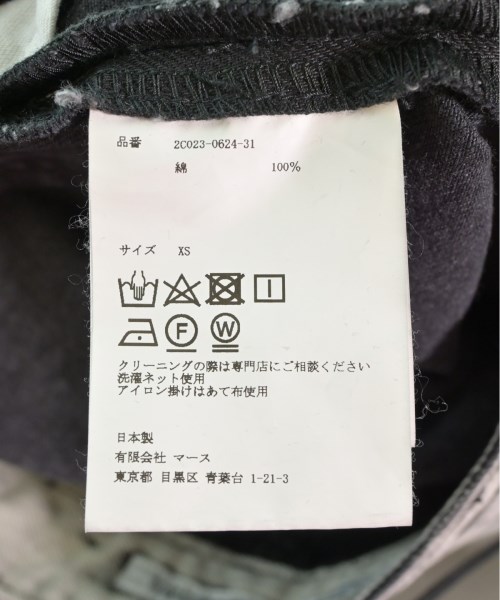 品番 2C023-0624-31
綿 100%
サイズ XS
F W
クリーニングの際は専門店にご相談ください
洗濯ネット使用
アイロン掛けはあて布使用
日本製
有限会社 マース
東京都 目黒区 青葉台 1-21-3